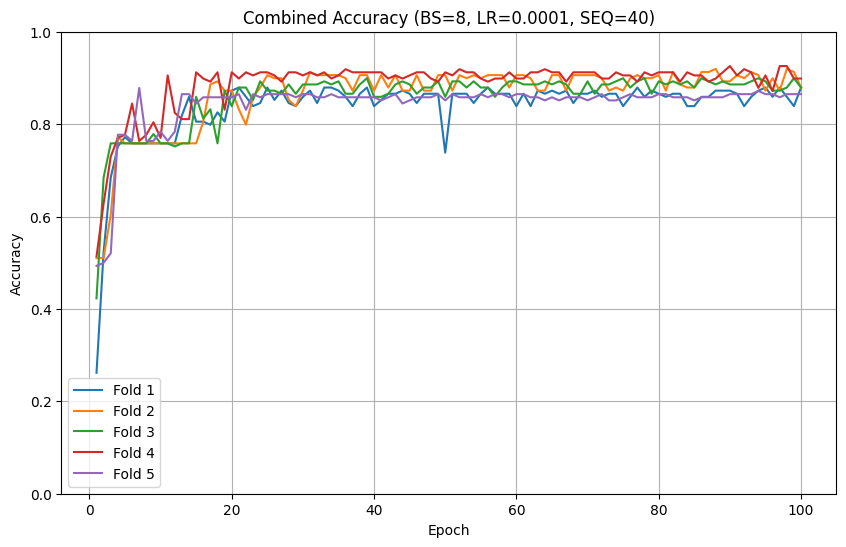 Combined Accuracy (BS=8, LR=0.0001, SEQ=40)
Accuracy
1.0
0.8
0.6
0.4
0.2
0.0
Fold 1
Fold 2
Fold 3
Fold 4
Fold 5
0 20 40 60 80 100
Epoch